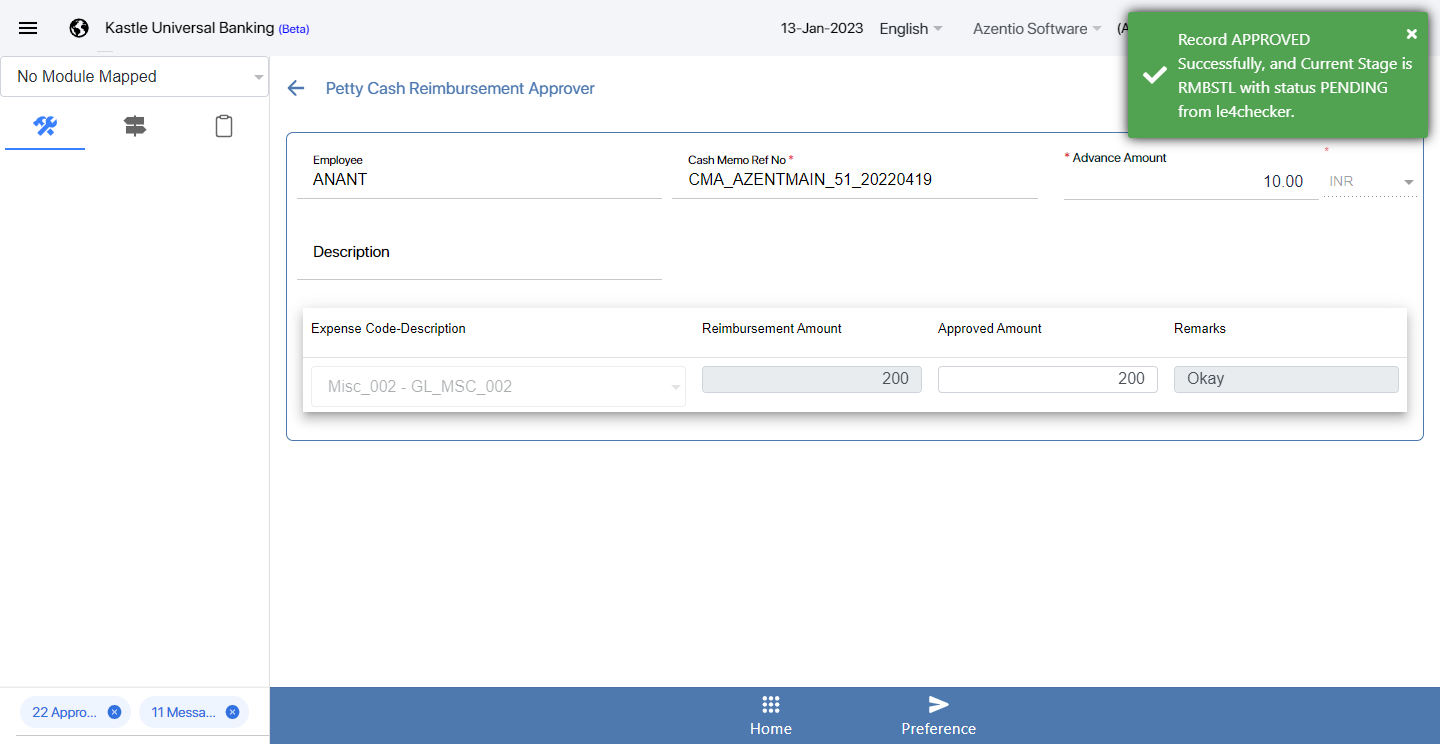 Kastle Universal Banking (Beta)
13-Jan-2023
English
Azentio Software
Record APPROVED
Successfully, and Current Stage is
RMBSTL with status PENDING
from le4checker.
No Module Mapped
Petty Cash Reimbursement Approver
Employee
ANANT
Cash Memo Ref No *
CMA_AZENTMAIN_51_20220419
* Advance Amount
10.00
*
INR
Description
Expense Code-Description Reimbursement Amount Approved Amount Remarks
Misc_002 - GL_MSC_002 200 200 Okay
22 Appro...
11 Messa...
Home
Preference